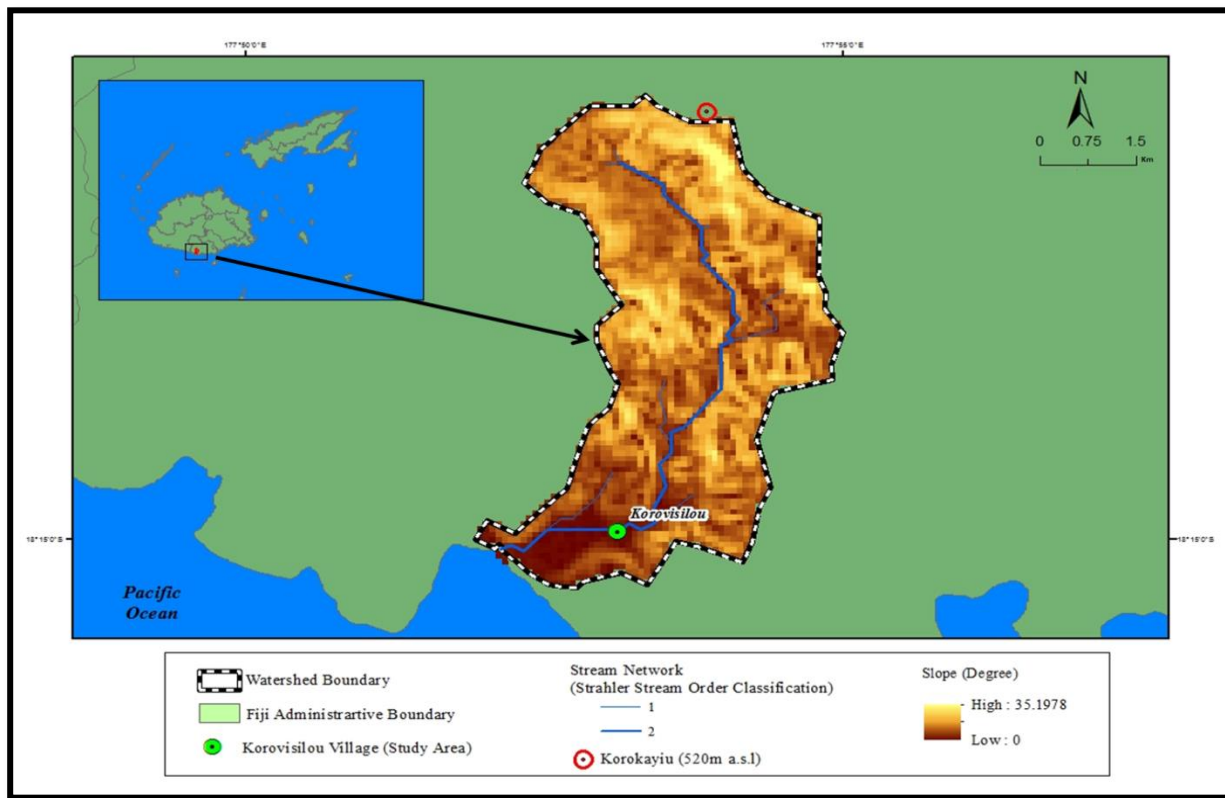 177°50'0"E
177°55'0"E
N
0 0.75 1.5
Km
Korovisilou
18°15'0"S
18°15'0"S
Pacific
Ocean
Watershed Boundary
Fiji Administrartive Boundary
Korovisilou Village (Study Area)
Stream Network
(Strahler Stream Order Classification)
1
2
Korokayiu (520m a.s.l)
Slope (Degree)
High : 35.1978
Low : 0